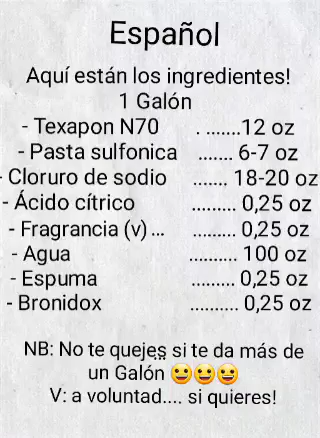 Español
Aquí están los ingredientes!
1 Galón
- Texapon N70 . .......12 oz
- Pasta sulfonica ....... 6-7 oz
- Cloruro de sodio ....... 18-20 oz
- Ácido cítrico ......... 0,25 oz
- Fragrancia (v)... ......... 0,25 oz
- Agua .......... 100 oz
- Espuma ......... 0,25 oz
- Bronidox .......... 0,25 oz
NB: No te quejes si te da más de
un Galón 😀😀😀
V: a voluntad.... si quieres!